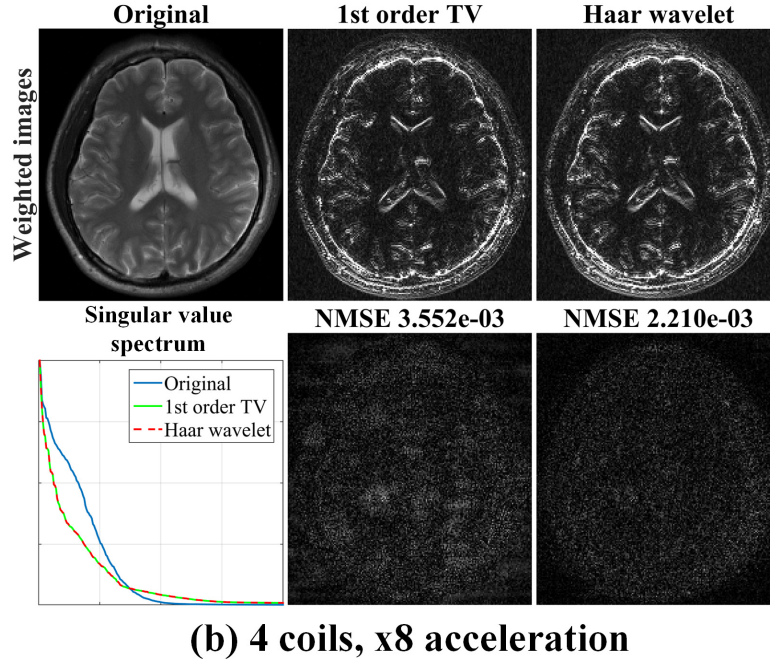 Original
1st order TV
Haar wavelet
Weighted images
Singular value
spectrum
NMSE 3.552e-03
NMSE 2.210e-03
Original
1st order TV
Haar wavelet
(b) 4 coils, x8 acceleration